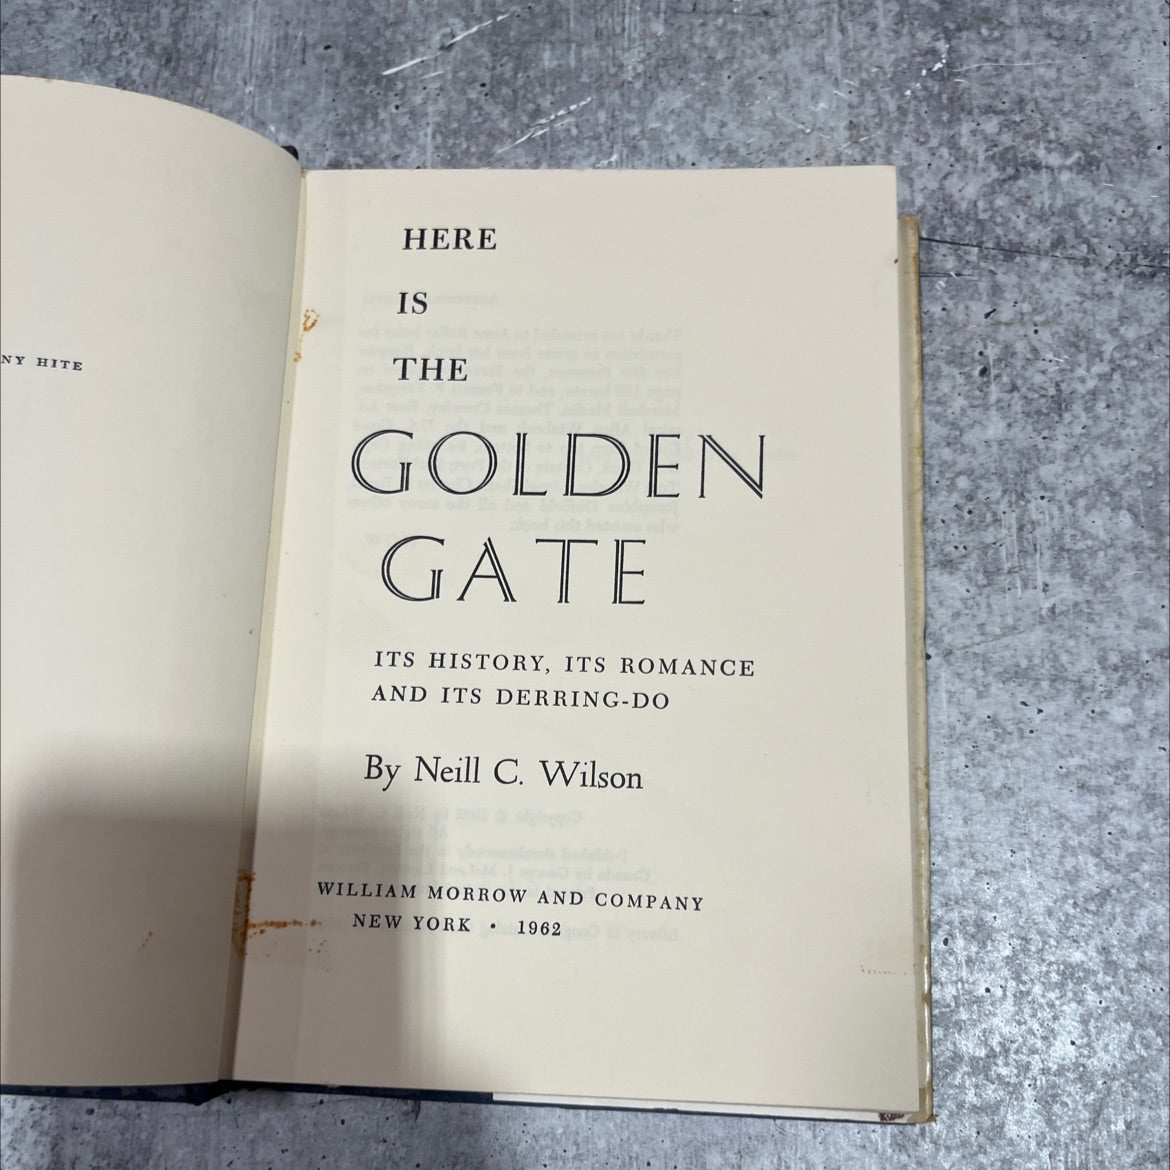 NY HITE
HERE
IS
THE
GOLDEN
GATE
ITS HISTORY, ITS ROMANCE
AND ITS DERRING-DO
By Neill C. Wilson
WILLIAM MORROW AND COMPANY
NEW YORK • 1962